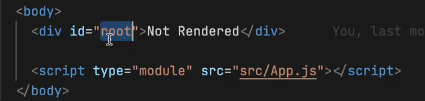 <body>
<div id="root">Not Rendered</div> You, last mo
<script type="module" src="src/App.js"></script>
</body>